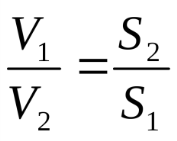 V₁/V₂ = S₂/S₁